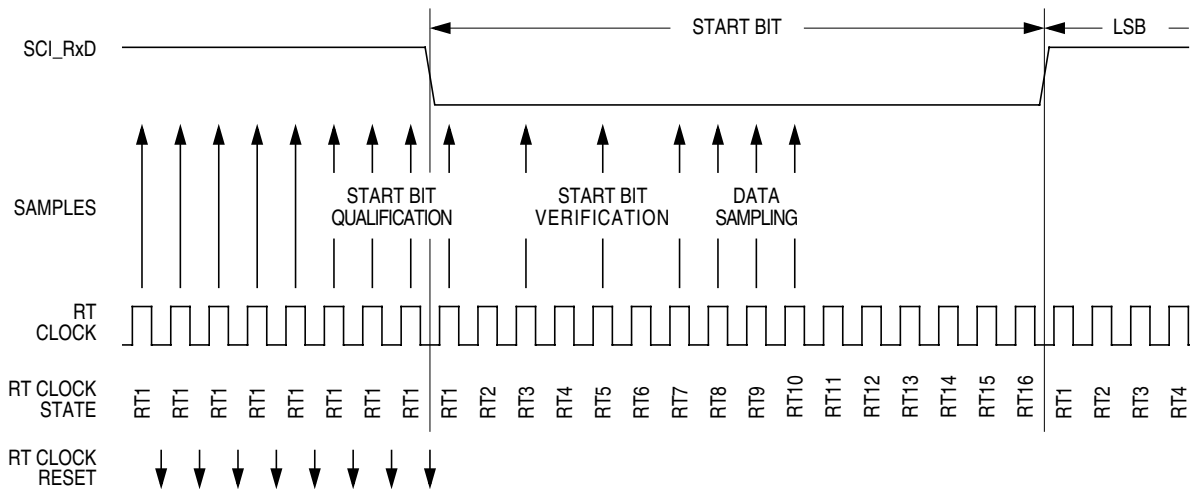 START BIT
LSB
SCI_RxD
SAMPLES
START BIT
QUALIFICATION
START BIT
VERIFICATION
DATA
SAMPLING
RT
CLOCK
RT CLOCK
STATE
RT1 RT1 RT1 RT1 RT1 RT1 RT1 RT1 RT1 RT2 RT3 RT4 RT5 RT6 RT7 RT8 RT9 RT10 RT11 RT12 RT13 RT14 RT15 RT16 RT1 RT2 RT3 RT4
RT CLOCK
RESET